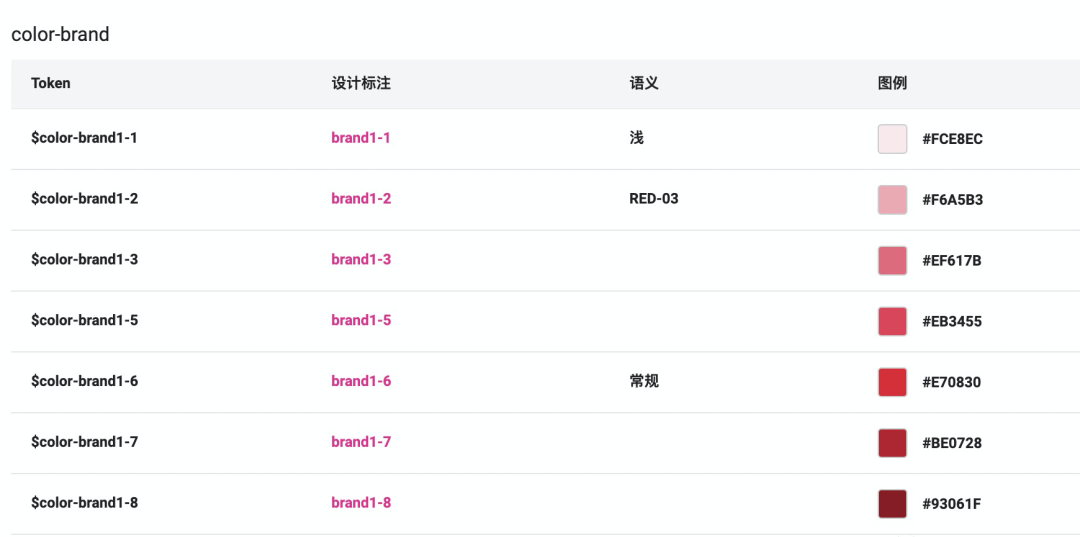 color-brand
Token 设计标注 语义 图例
$color-brand1-1 brand1-1 浅 #FCE8EC
$color-brand1-2 brand1-2 RED-03 #F6A5B3
$color-brand1-3 brand1-3 #EF617B
$color-brand1-5 brand1-5 #EB3455
$color-brand1-6 brand1-6 常规 #E70830
$color-brand1-7 brand1-7 #BE0728
$color-brand1-8 brand1-8 #93061F